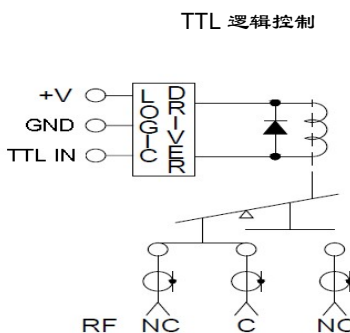 TTL 逻辑控制
+V
GND
TTL IN
LOGIC
DRIVER
RF NC C NO